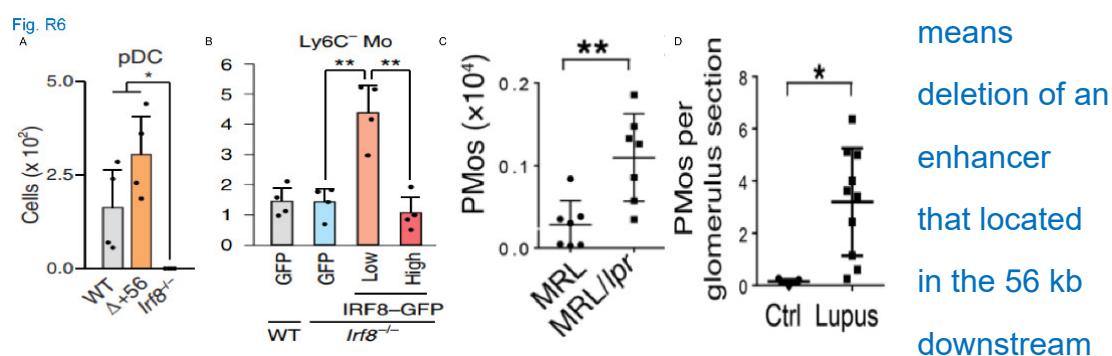 Fig. R6
A
pDC
*
Cells (x 10²)
5.0
2.5
0.0
WT
Δ+56
Irf8⁻/⁻
B
Ly6C⁻ Mo
** **
6
5
4
3
2
1
0
GFP
GFP
Low
High
IRF8–GFP
WT
Irf8⁻/⁻
C
**
PMos (×10⁴)
0.2
0.1
0.0
MRL
MRL/lpr
D
*
PMos per
glomerulus section
8
6
4
2
0
Ctrl Lupus
means
deletion of an
enhancer
that located
in the 56 kb
downstream